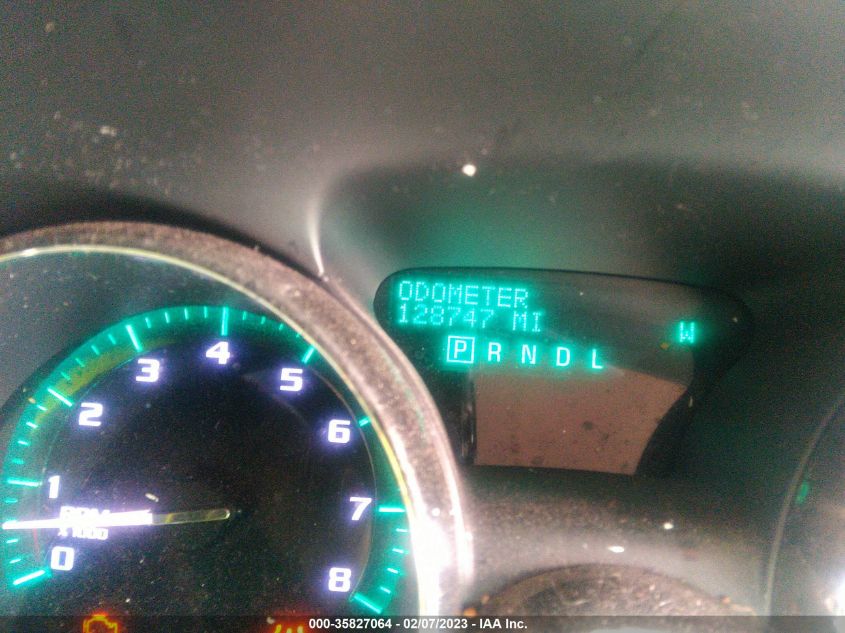 ODOMETER
128747 MI
W
P R N D L
4
3
5
2
6
1
7
RPM
x1000
0
8
000-35827064 - 02/07/2023 - IAA Inc.